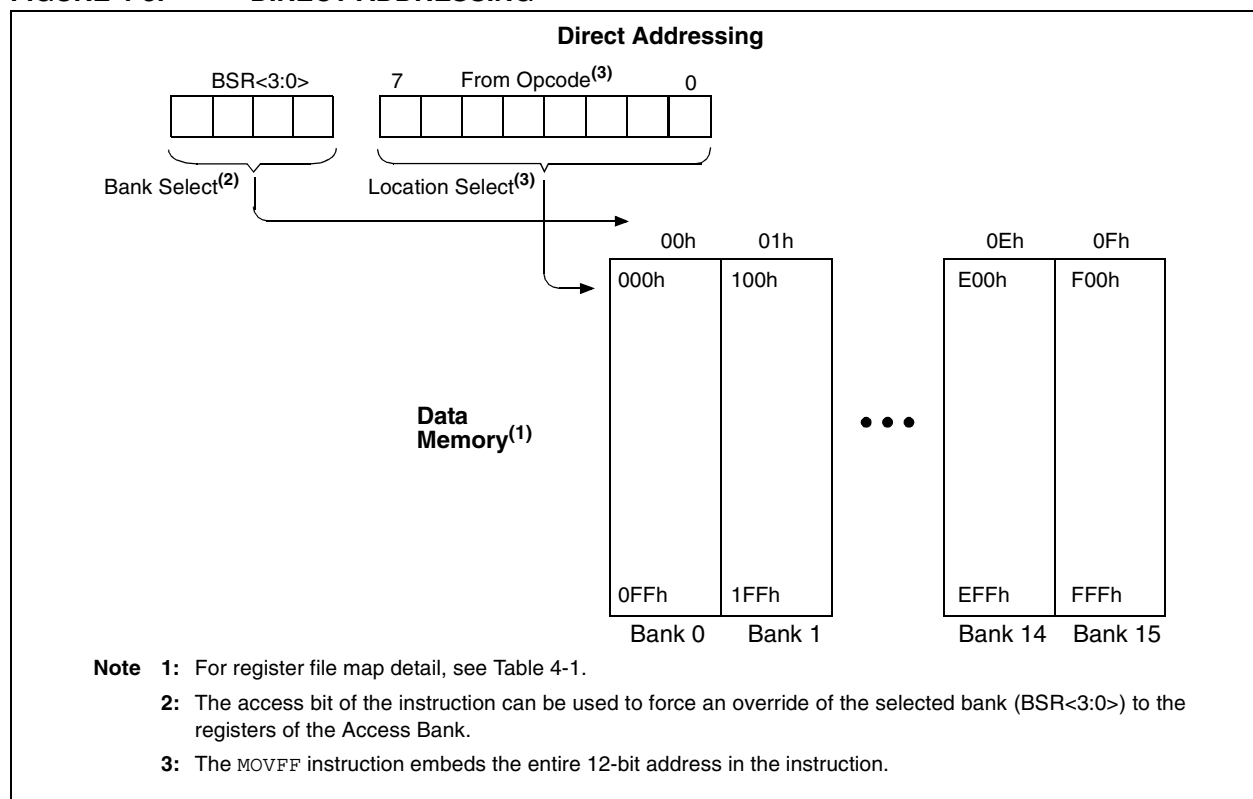 Direct Addressing
BSR<3:0> 7 From Opcode(3) 0
Bank Select(2) Location Select(3)
00h 01h 0Eh 0Fh
000h 100h E00h F00h
Data
Memory(1)
0FFh 1FFh EFFh FFFh
Bank 0 Bank 1 Bank 14 Bank 15
Note 1: For register file map detail, see Table 4-1.
2: The access bit of the instruction can be used to force an override of the selected bank (BSR<3:0>) to the
registers of the Access Bank.
3: The MOVFF instruction embeds the entire 12-bit address in the instruction.